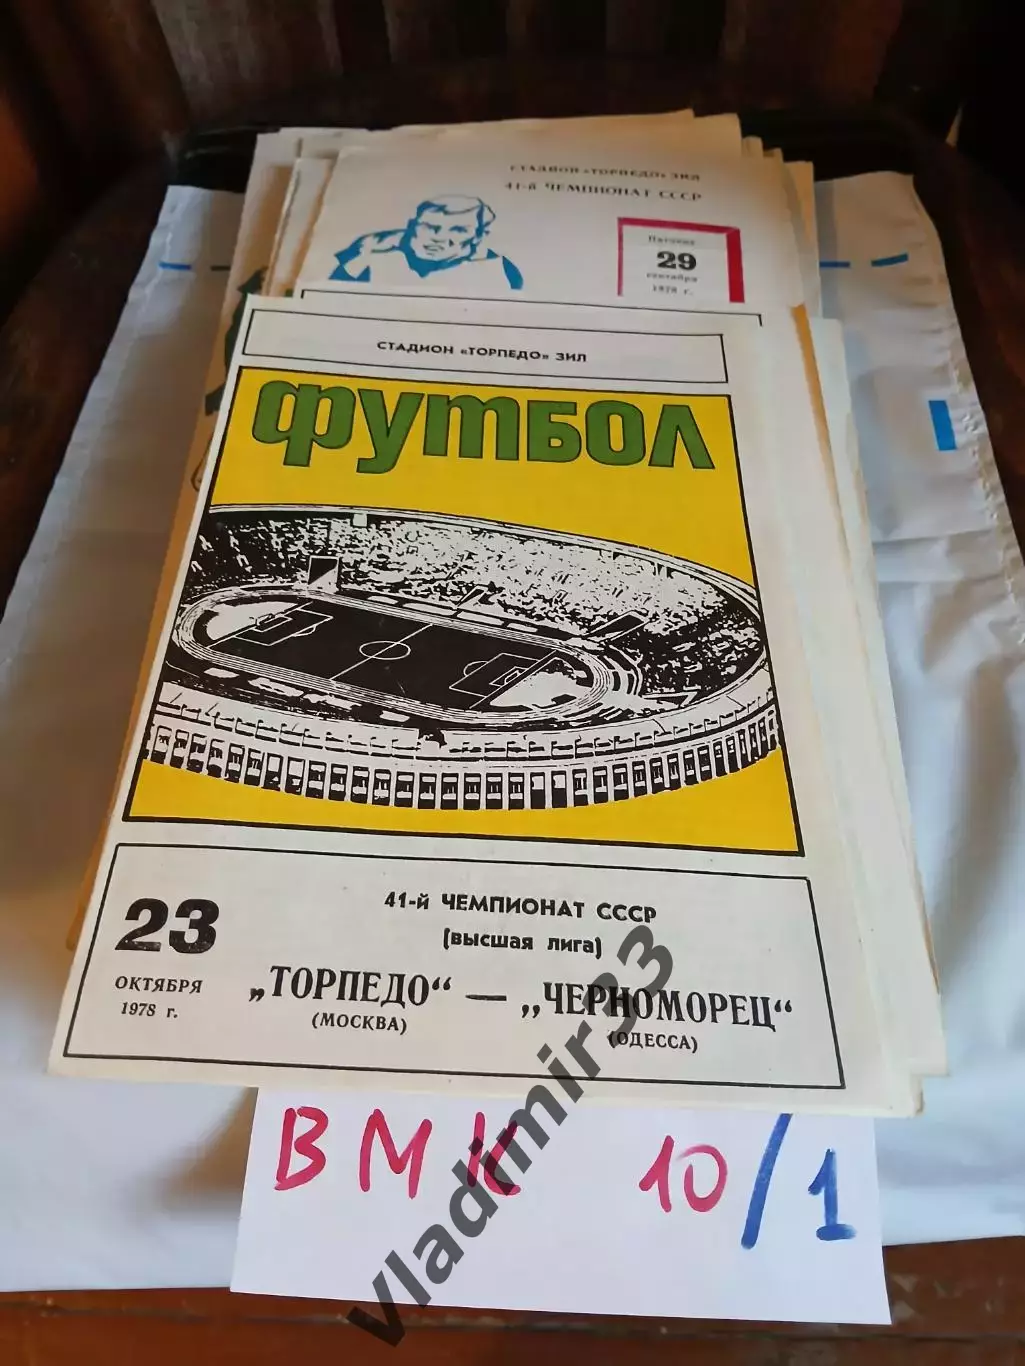 СТАДИОН «ТОРПЕДО» ЗИЛ
41-й ЧЕМПИОНАТ СССР
Пятница
29
сентября
1978 г.
СТАДИОН «ТОРПЕДО» ЗИЛ
ФУТБОЛ
41-й ЧЕМПИОНАТ СССР
(высшая лига)
23
ОКТЯБРЯ
1978 г.
„ТОРПЕДО“ — „ЧЕРНОМОРЕЦ“
(МОСКВА) (ОДЕССА)
ВМК 10/1
vladimir33